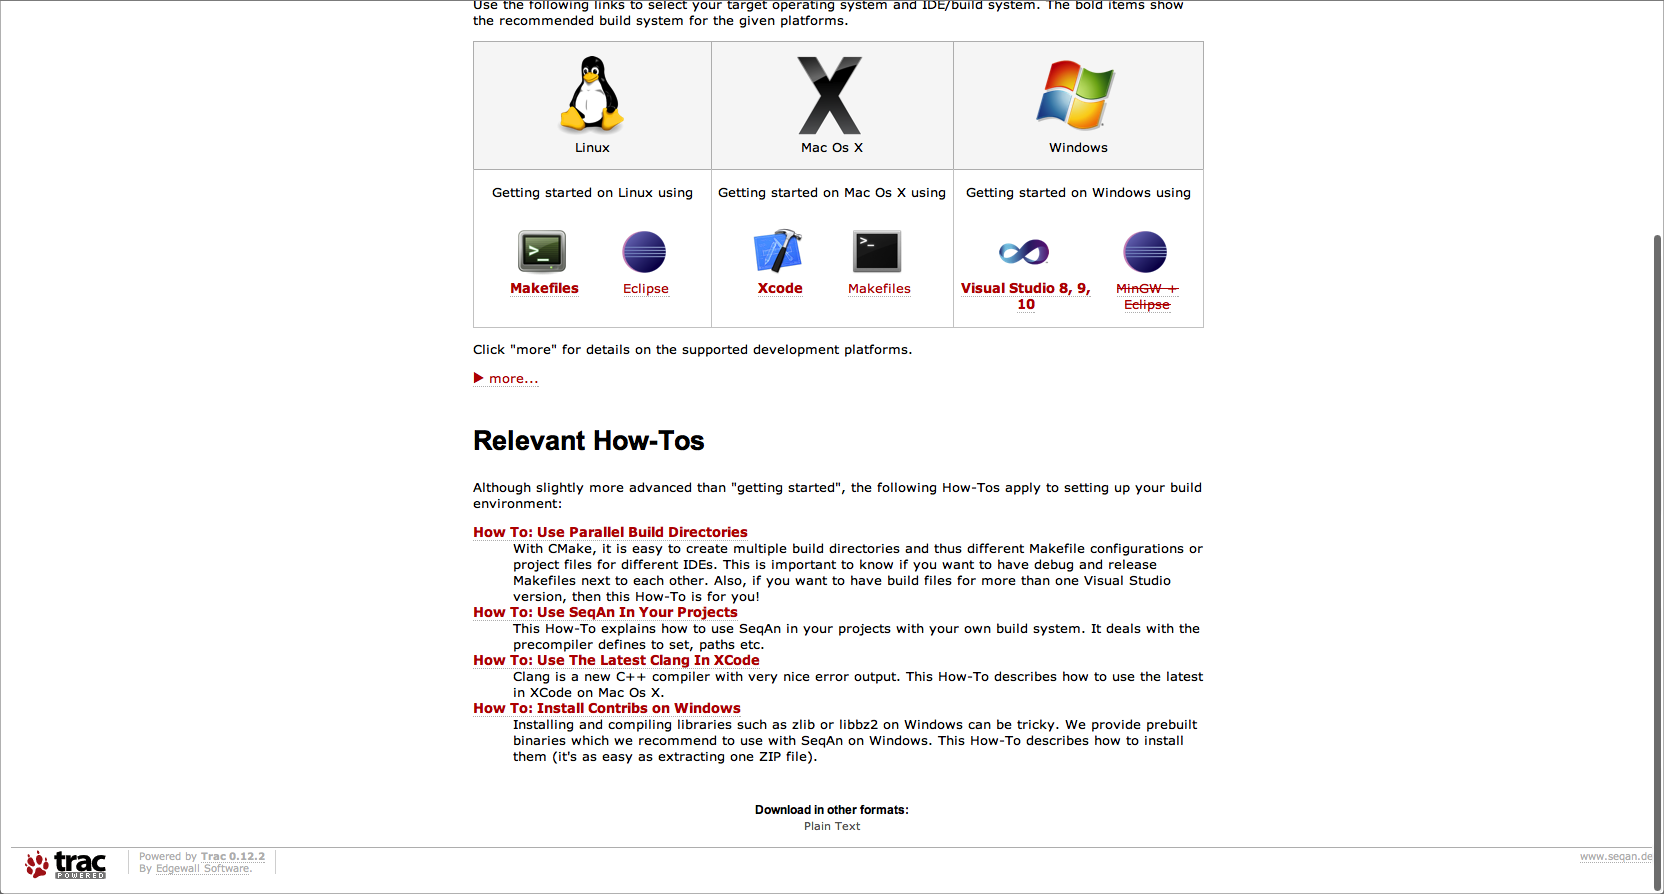 Use the following links to select your target operating system and IDE/build system. The bold items show
the recommended build system for the given platforms.
Linux
Mac Os X
Windows
Getting started on Linux using
Getting started on Mac Os X using
Getting started on Windows using
>_
>_
Makefiles
Eclipse
Xcode
Makefiles
Visual Studio 8, 9,
10
MinGW +
Eclipse
Click "more" for details on the supported development platforms.
more...
Relevant How-Tos
Although slightly more advanced than "getting started", the following How-Tos apply to setting up your build
environment:
How To: Use Parallel Build Directories
With CMake, it is easy to create multiple build directories and thus different Makefile configurations or
project files for different IDEs. This is important to know if you want to have debug and release
Makefiles next to each other. Also, if you want to have build files for more than one Visual Studio
version, then this How-To is for you!
How To: Use SeqAn In Your Projects
This How-To explains how to use SeqAn in your projects with your own build system. It deals with the
precompiler defines to set, paths etc.
How To: Use The Latest Clang In XCode
Clang is a new C++ compiler with very nice error output. This How-To describes how to use the latest
in XCode on Mac Os X.
How To: Install Contribs on Windows
Installing and compiling libraries such as zlib or libbz2 on Windows can be tricky. We provide prebuilt
binaries which we recommend to use with SeqAn on Windows. This How-To describes how to install
them (it's as easy as extracting one ZIP file).
Download in other formats:
Plain Text
trac
POWERED
Powered by Trac 0.12.2
By Edgewall Software.
www.seqan.de